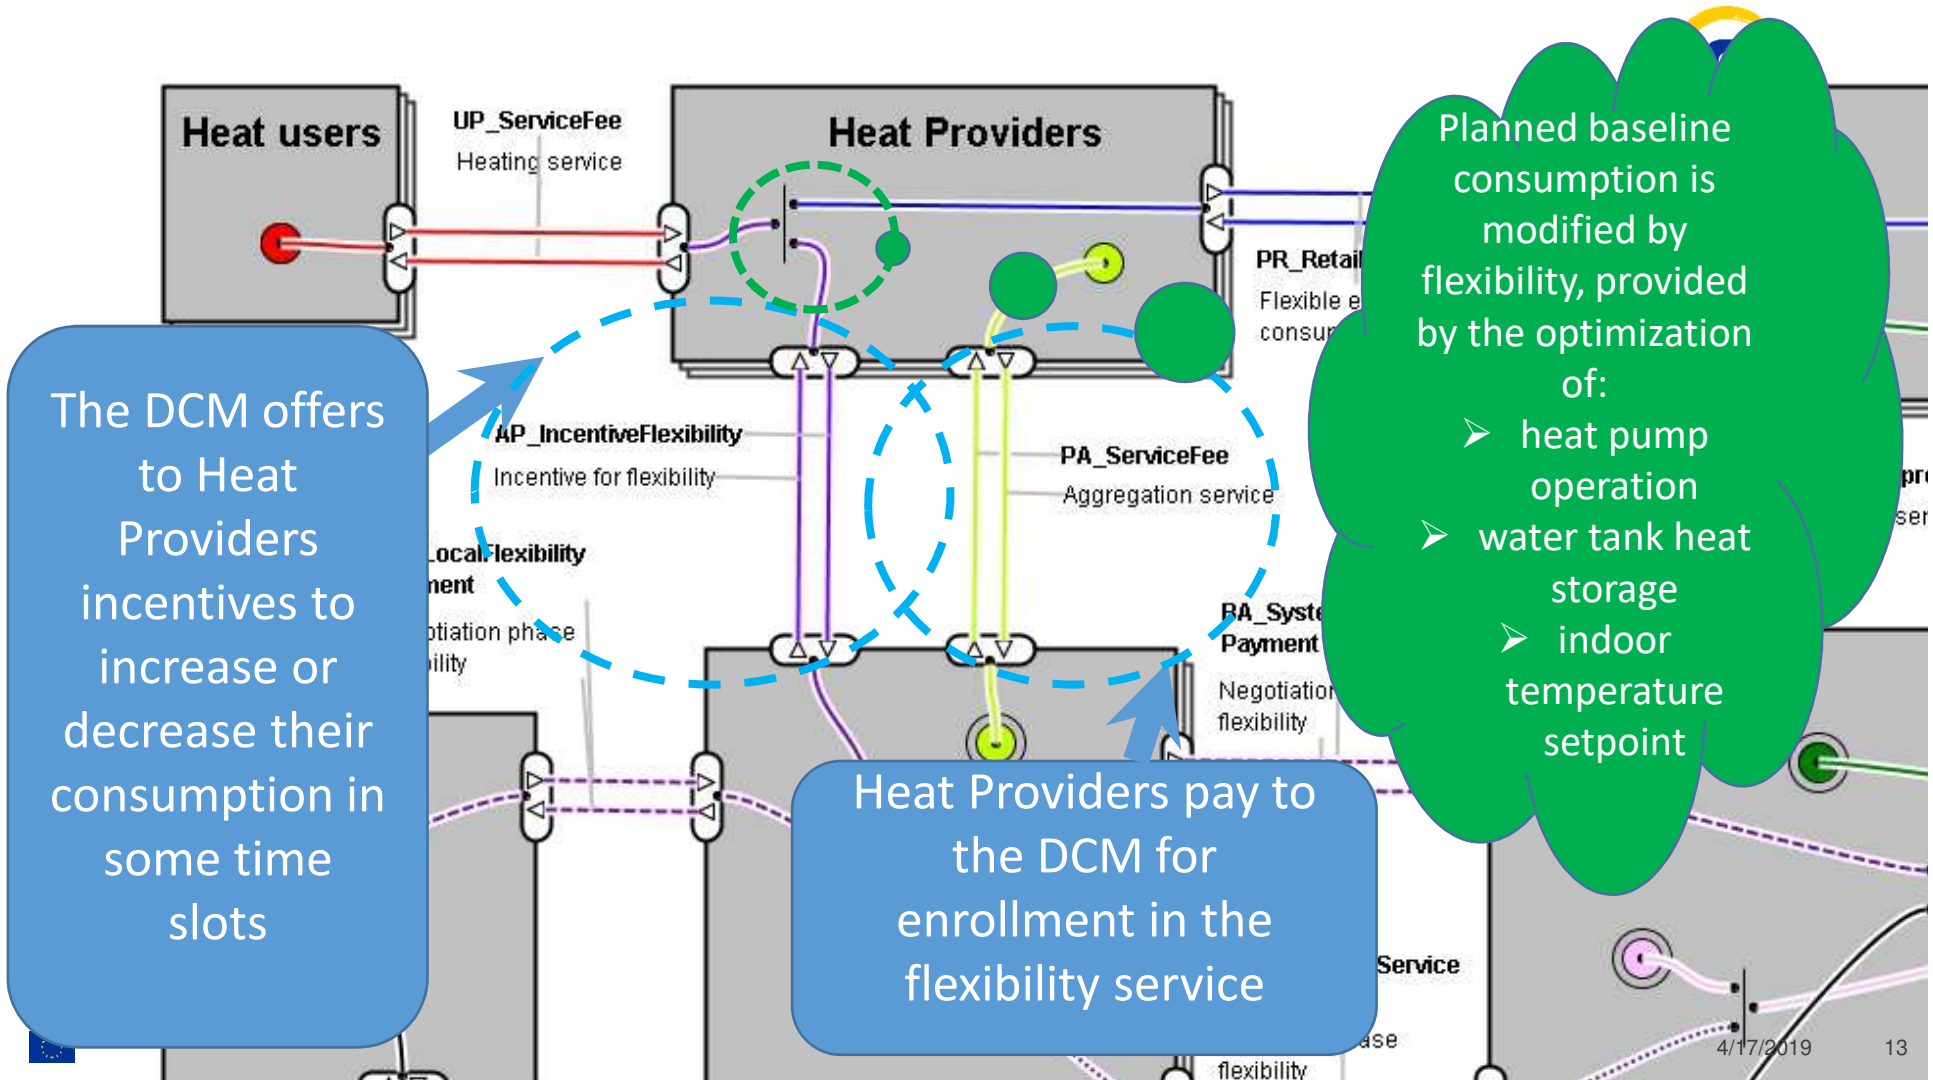 Heat users
UP_ServiceFee
Heating service
Heat Providers
PR_Retail
Flexible e
consu
AP_IncentiveFlexibility
Incentive for flexibility
PA_ServiceFee
Aggregation service
LocalFlexibility
ment
otiation phase
ility
BA_Syste
Payment
Negotiation
flexibility
The DCM offers
to Heat
Providers
incentives to
increase or
decrease their
consumption in
some time
slots
Heat Providers pay to
the DCM for
enrollment in the
flexibility service
Planned baseline
consumption is
modified by
flexibility, provided
by the optimization
of:
➢ heat pump
operation
➢ water tank heat
storage
➢ indoor
temperature
setpoint
pr
ser
Service
ase
flexibility
4/17/2019 13